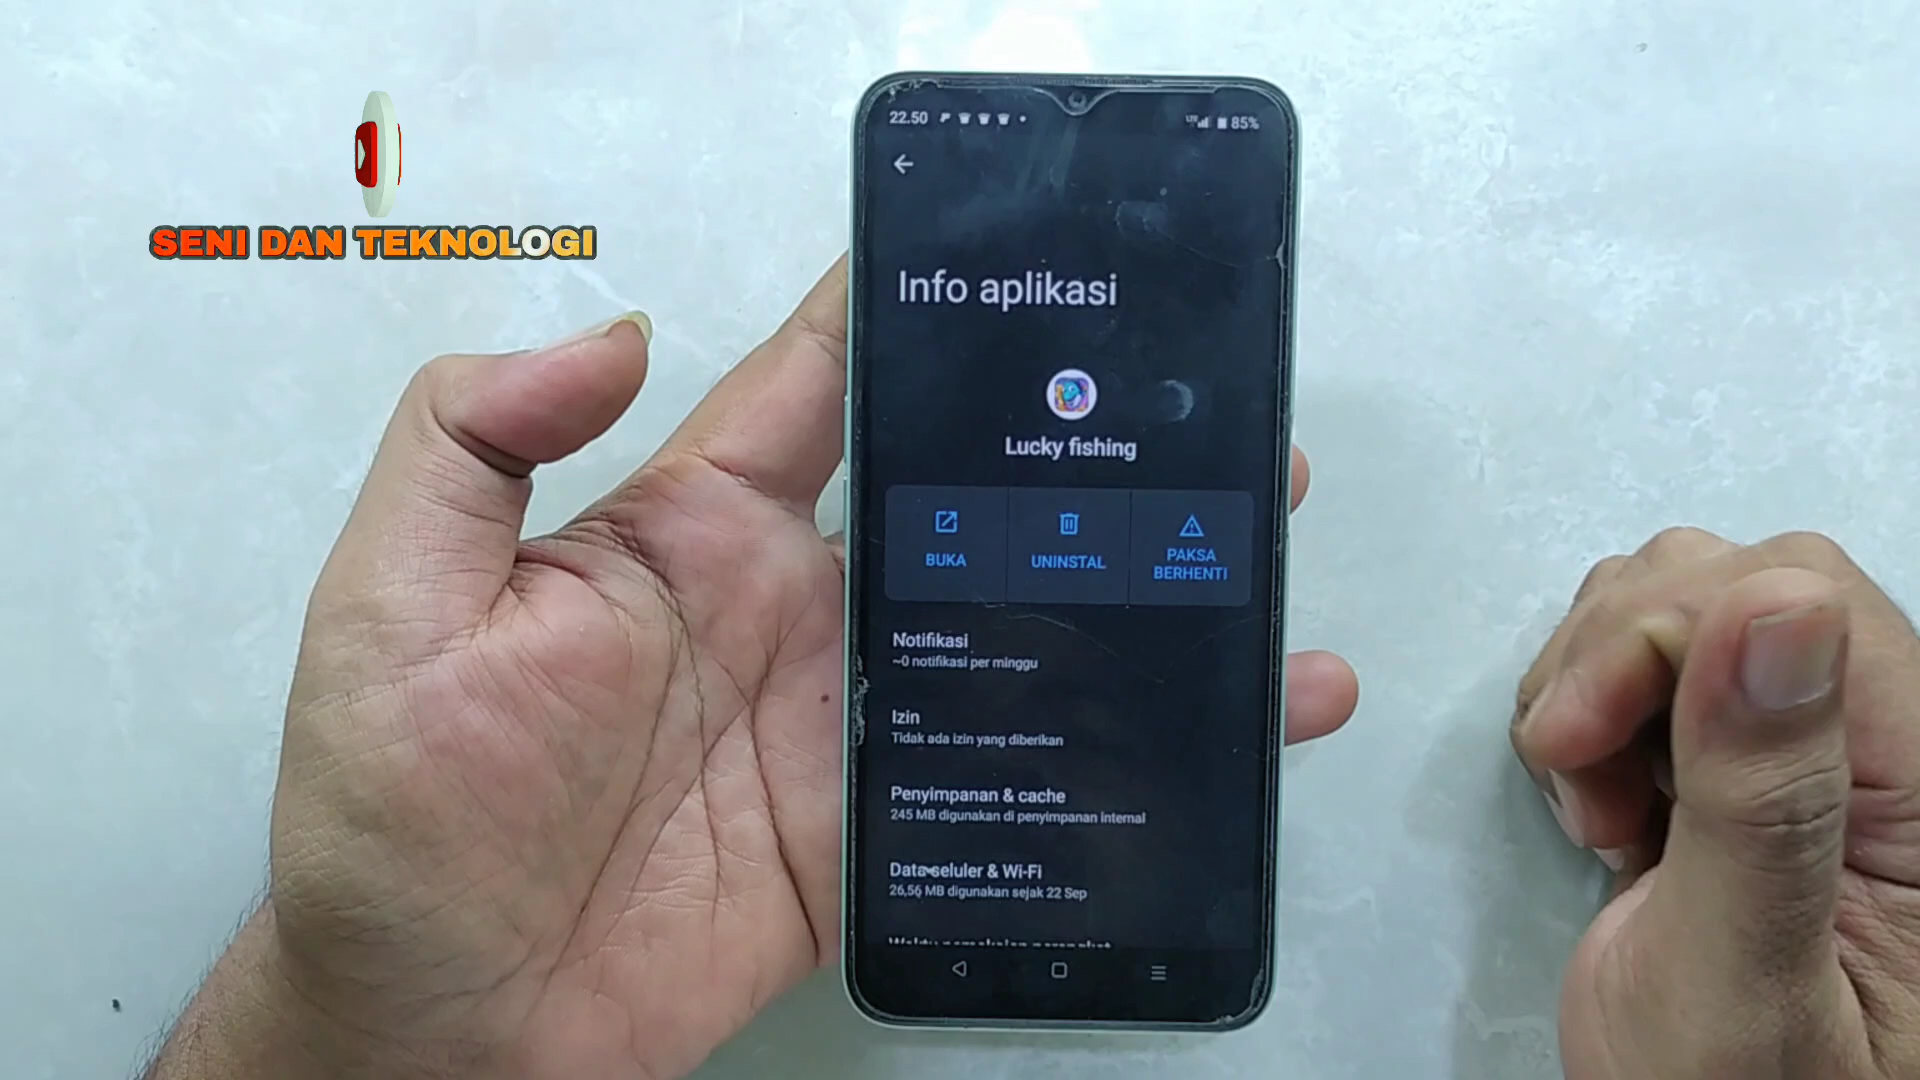 SENI DAN TEKNOLOGI
22.50
LTE
85%
Info aplikasi
Lucky fishing
BUKA
UNINSTAL
PAKSA
BERHENTI
Notifikasi
~0 notifikasi per minggu
Izin
Tidak ada izin yang diberikan
Penyimpanan & cache
245 MB digunakan di penyimpanan internal
Data seluler & Wi-Fi
26,56 MB digunakan sejak 22 Sep